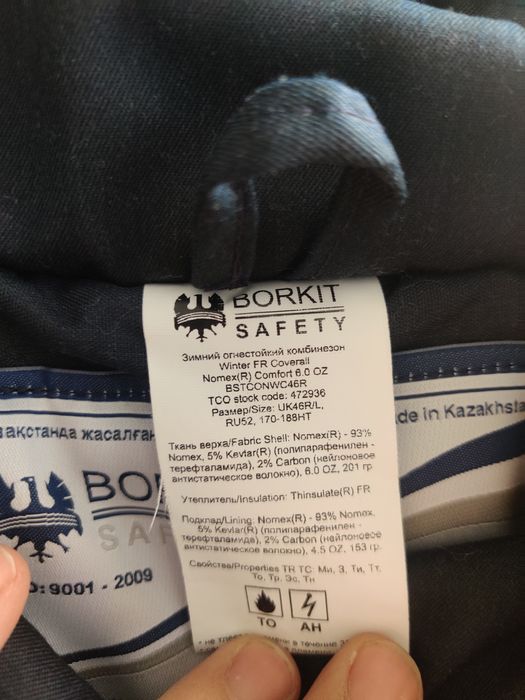 BORKIT
SAFETY
Зимний огнестойкий комбинезон
Winter FR Coverall
Nomex(R) Comfort 6.0 OZ
BSTCONWC46R
TCO stock code: 472936
Размер/Size: UK46R/L,
RU52, 170-188HT
Ткань верха/Fabric Shell: Nomex(R) - 93%
Nomex, 5% Kevlar(R) (полипарафенилен -
терефталамида), 2% Carbon (нейлоновое
антистатическое волокно), 6.0 OZ, 201 гр
Утеплитель/Insulation: Thinsulate(R) FR
Подклад/Lining: Nomex(R) - 93% Nomex,
5% Kevlar(R) (полипарафенилен -
терефталамида), 2% Carbon (нейлоновое
антистатическое волокно), 4.5 OZ, 153 гр.
Свойства/Properties TR TC: Ми, З, Ти, Тт,
То, Тр, Эс, Тн
ТО АН
в течение
зақстанда жасалған
de in Kazakhsta
BORKIT
SAF
O:9001 - 2009